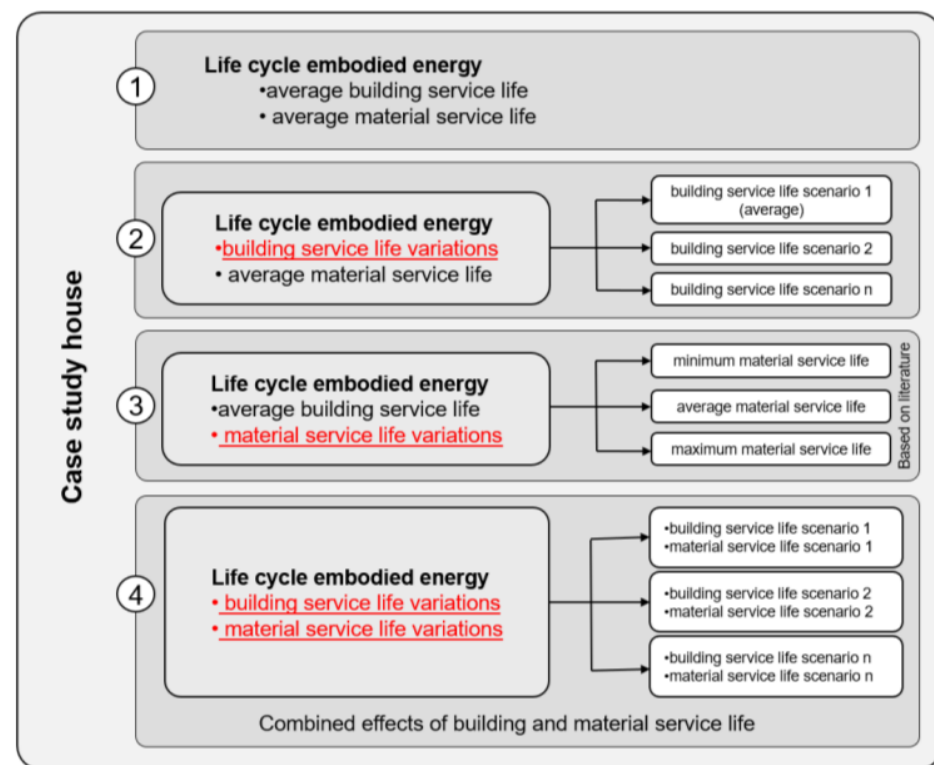 Case study house
1
Life cycle embodied energy
•average building service life
• average material service life
2
Life cycle embodied energy
•building service life variations
• average material service life
building service life scenario 1
(average)
building service life scenario 2
building service life scenario n
3
Life cycle embodied energy
•average building service life
• material service life variations
minimum material service life
average material service life
maximum material service life
Based on literature
4
Life cycle embodied energy
• building service life variations
• material service life variations
•building service life scenario 1
•material service life scenario 1
•building service life scenario 2
•material service life scenario 2
•building service life scenario n
•material service life scenario n
Combined effects of building and material service life